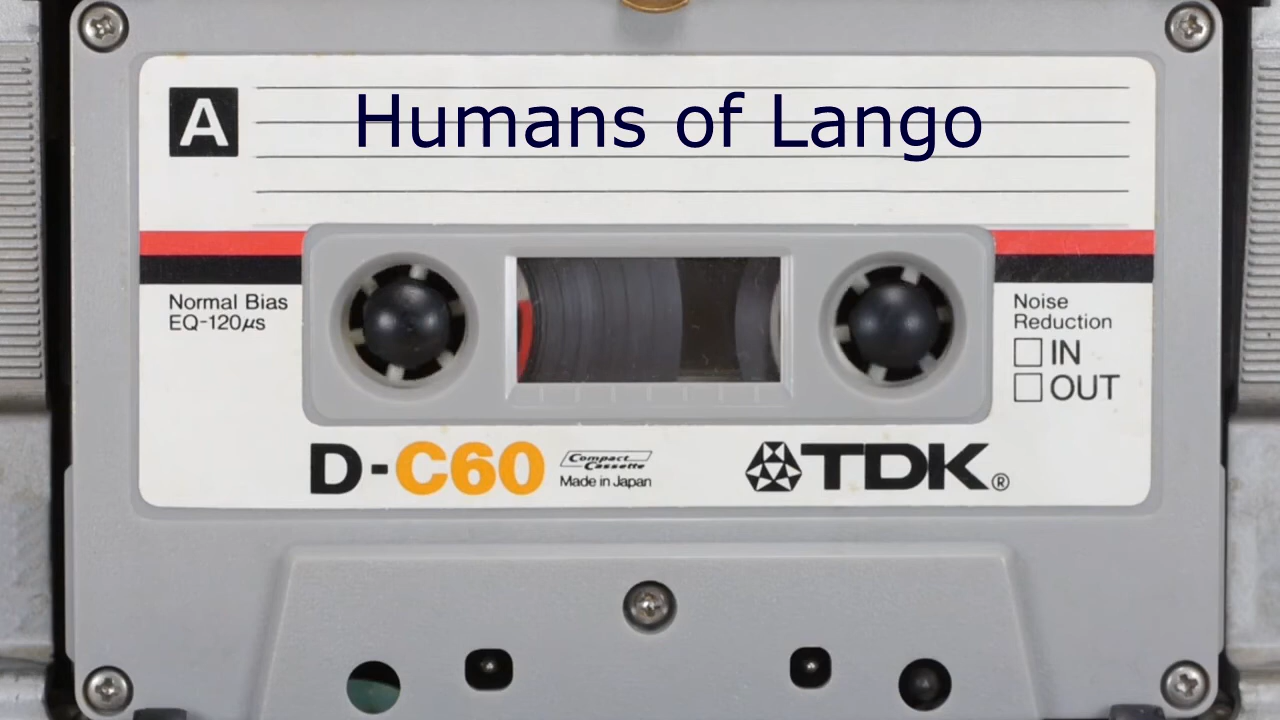 A
Humans of Lango
Normal Bias
EQ-120µs
Noise
Reduction
IN
OUT
D-C60
Compact
Cassette
Made in Japan
TDK®